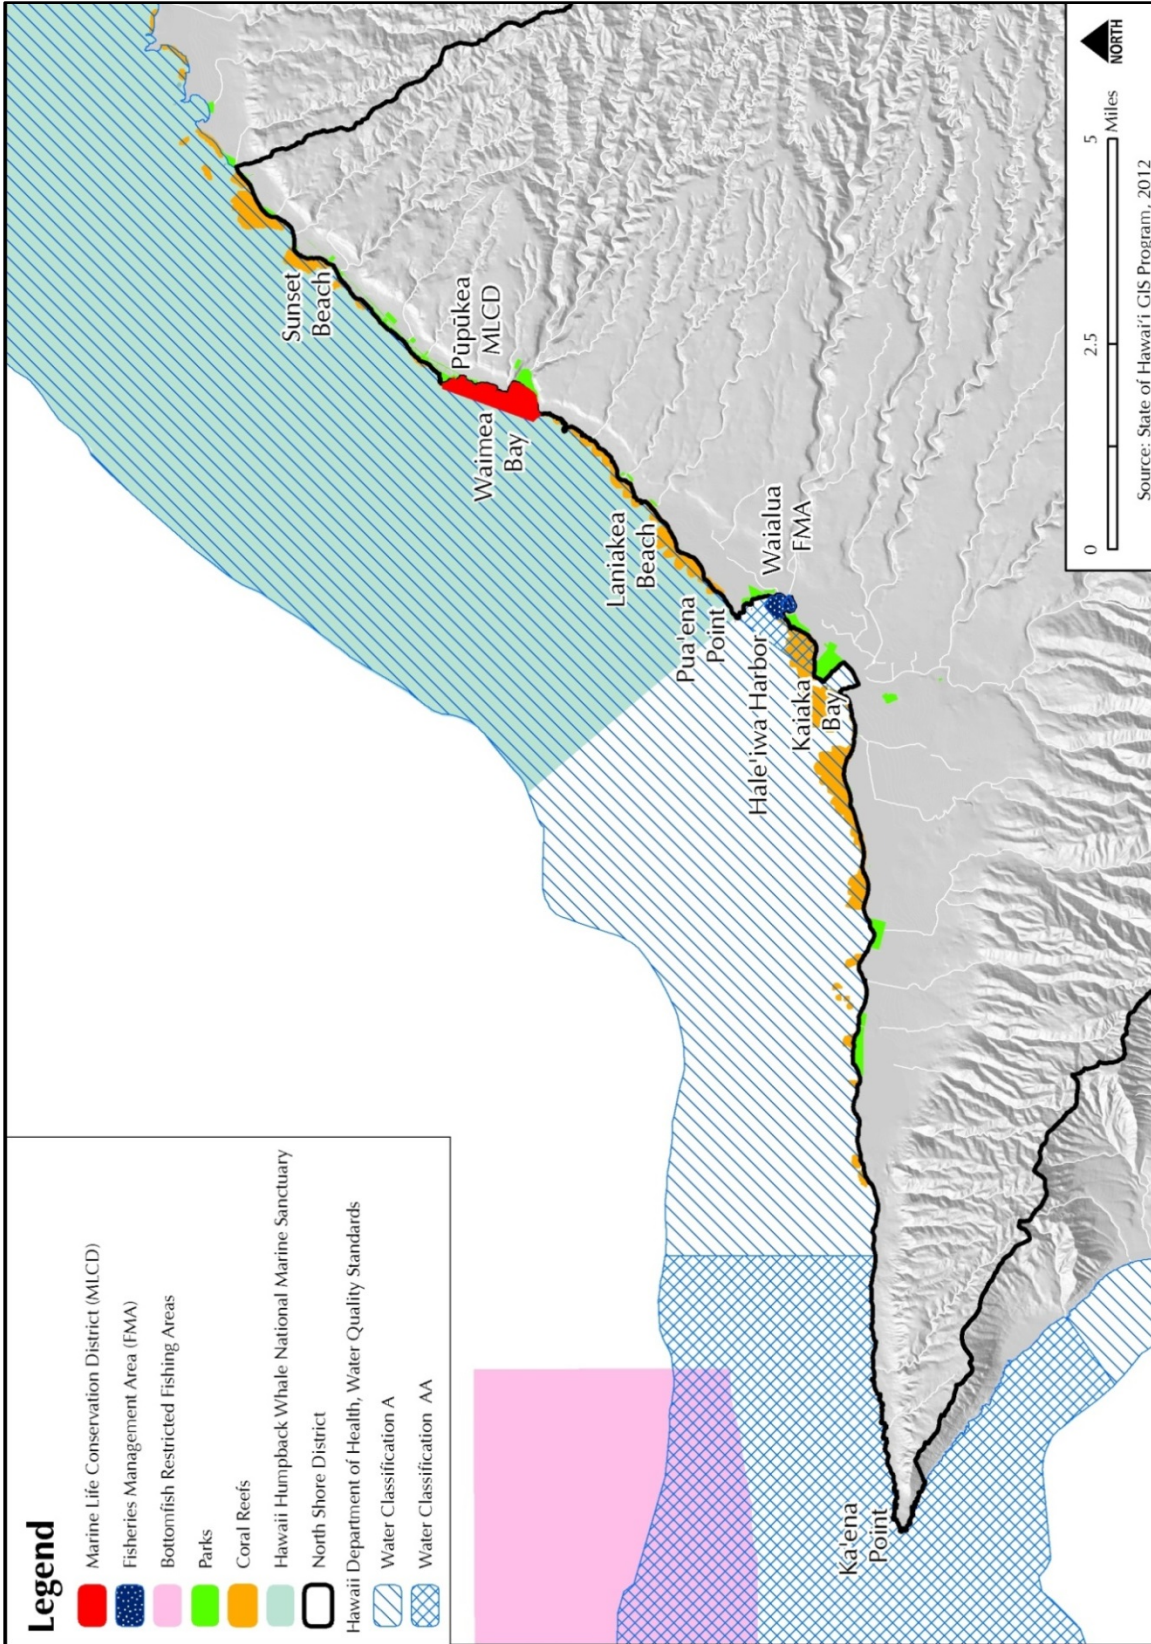 Legend
Marine Life Conservation District (MLCD)
Fisheries Management Area (FMA)
Bottomfish Restricted Fishing Areas
Parks
Coral Reefs
Hawaii Humpback Whale National Marine Sanctuary
North Shore District
Hawaii Department of Health, Water Quality Standards
Water Classification A
Water Classification AA
Ka'ena
Point
Kaiaka
Bay
Hale'iwa Harbor
Waialua
FMA
Pua'ena
Point
Laniakea
Beach
Waimea
Bay
Pūpūkea
MLCD
Sunset
Beach
NORTH
0
2.5
5
Miles
Source: State of Hawai'i GIS Program, 2012